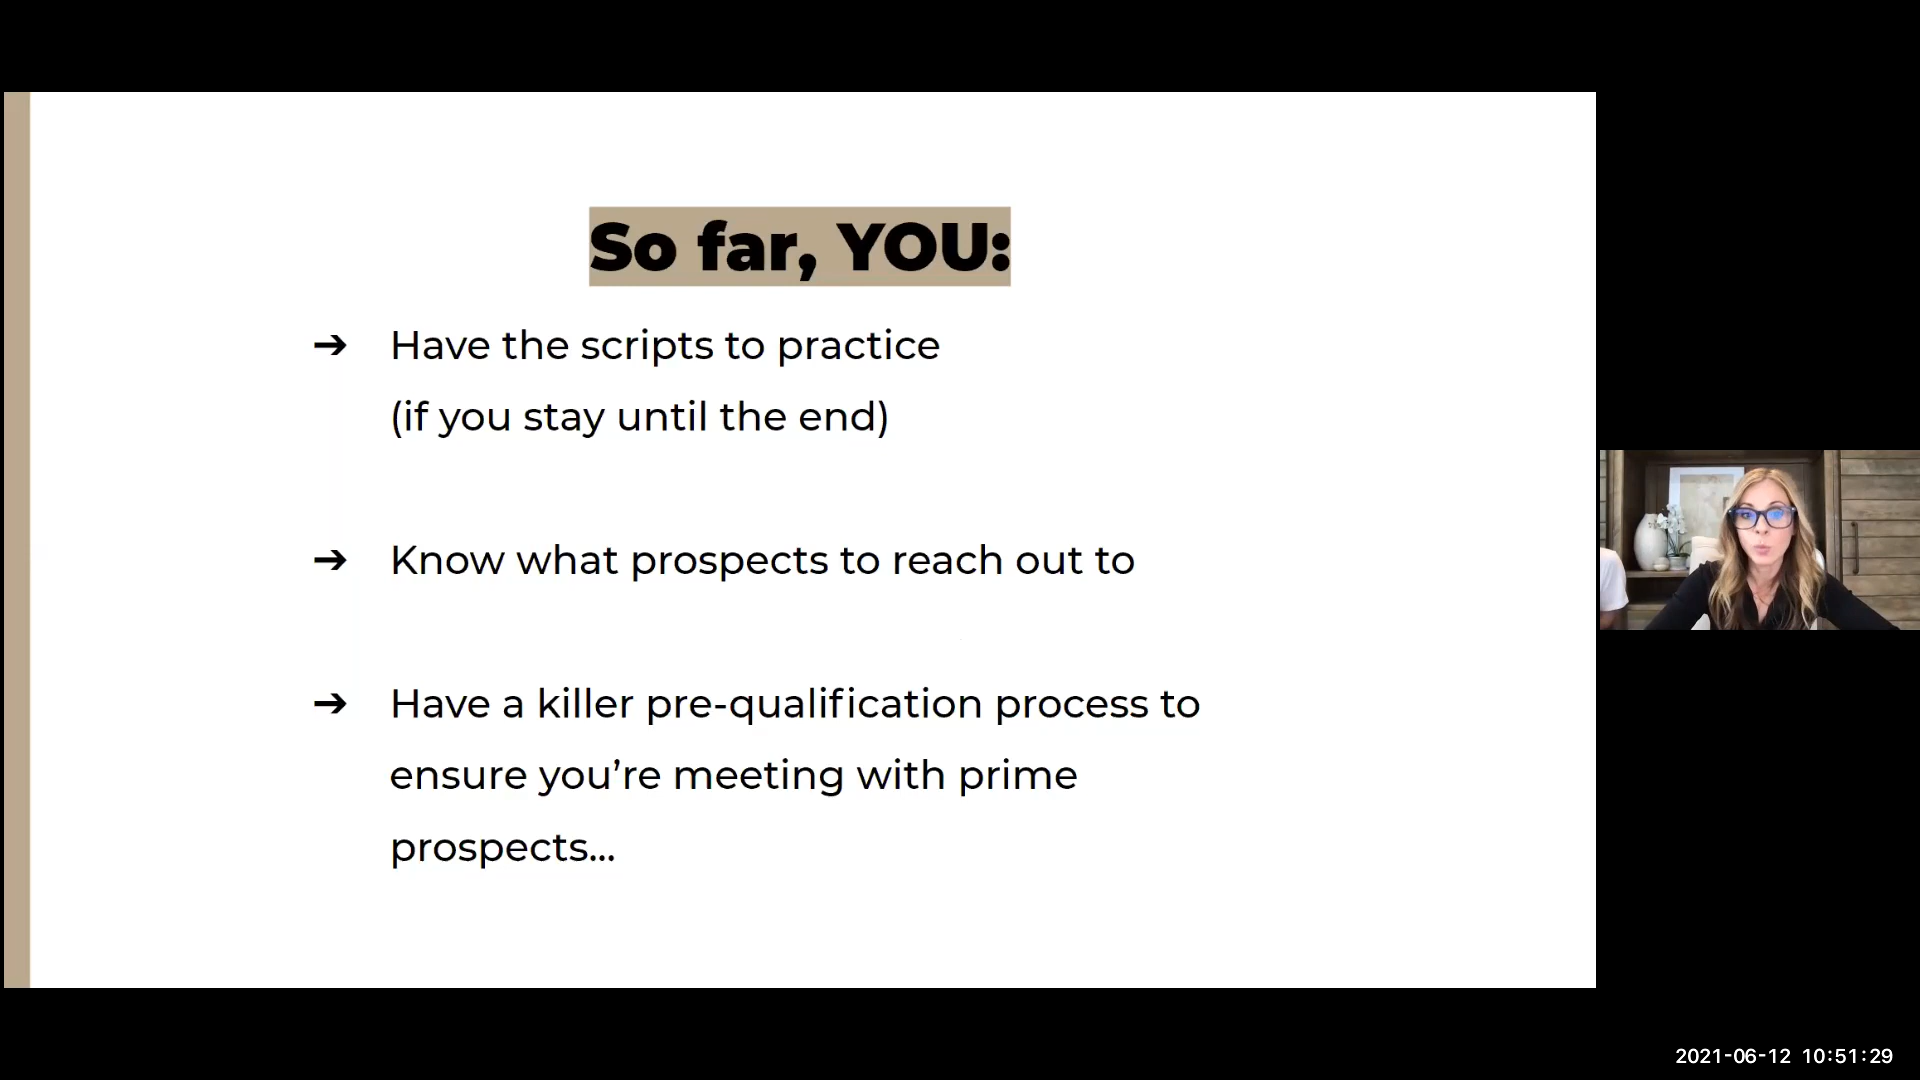 So far, YOU:
➔ Have the scripts to practice
(if you stay until the end)
➔ Know what prospects to reach out to
➔ Have a killer pre-qualification process to
ensure you’re meeting with prime
prospects...
2021-06-12 10:51:29